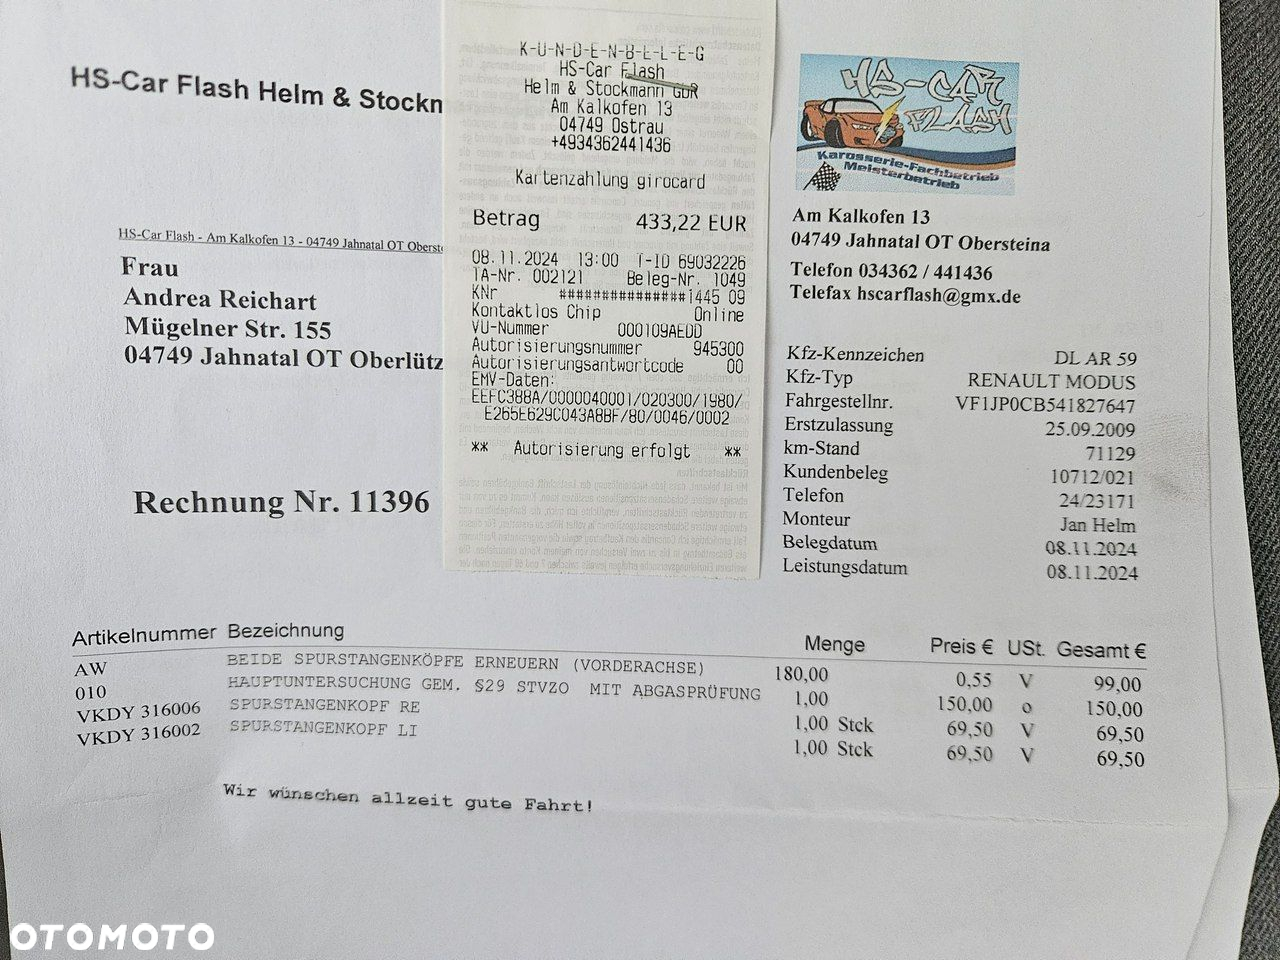 HS-Car Flash Helm & Stockm
K-U-N-D-E-N-B-E-L-E-G
HS-Car Flash
Helm & Stockmann GbR
Am Kalkofen 13
04749 Ostrau
+4934362441436
Kartenzahlung girocard
Betrag 433,22 EUR
08.11.2024 13:00 T-ID 69032226
TA-Nr. 002121 Beleg-Nr. 1049
KNr ###############1445 09
Kontaktlos Chip Online
VU-Nummer 000109AEDD
Autorisierungsnummer 945300
Autorisierungsantwortcode 00
EMV-Daten:
EEFC388A/0000040001/020300/1980/
E265E629C043A8BF/80/0046/0002
** Autorisierung erfolgt **
HS-CAR
FLASH
Karosserie-Fachbetrieb
Meisterbetrieb
Am Kalkofen 13
04749 Jahnatal OT Obersteina
Telefon 034362 / 441436
Telefax hscarflash@gmx.de
HS-Car Flash - Am Kalkofen 13 - 04749 Jahnatal OT Oberste
Frau
Andrea Reichart
Mügelner Str. 155
04749 Jahnatal OT Oberlütz
Kfz-Kennzeichen DL AR 59
Kfz-Typ RENAULT MODUS
Fahrgestellnr. VF1JP0CB541827647
Erstzulassung 25.09.2009
km-Stand 71129
Kundenbeleg 10712/021
Telefon 24/23171
Monteur Jan Helm
Belegdatum 08.11.2024
Leistungsdatum 08.11.2024
Rechnung Nr. 11396
Artikelnummer Bezeichnung Menge Preis € USt. Gesamt €
AW BEIDE SPURSTANGENKÖPFE ERNEUERN (VORDERACHSE) 180,00 0,55 V 99,00
010 HAUPTUNTERSUCHUNG GEM. §29 STVZO MIT ABGASPRÜFUNG 1,00 150,00 o 150,00
VKDY 316006 SPURSTANGENKOPF RE 1,00 Stck 69,50 V 69,50
VKDY 316002 SPURSTANGENKOPF LI 1,00 Stck 69,50 V 69,50
Wir wünschen allzeit gute Fahrt!
OTOMOTO